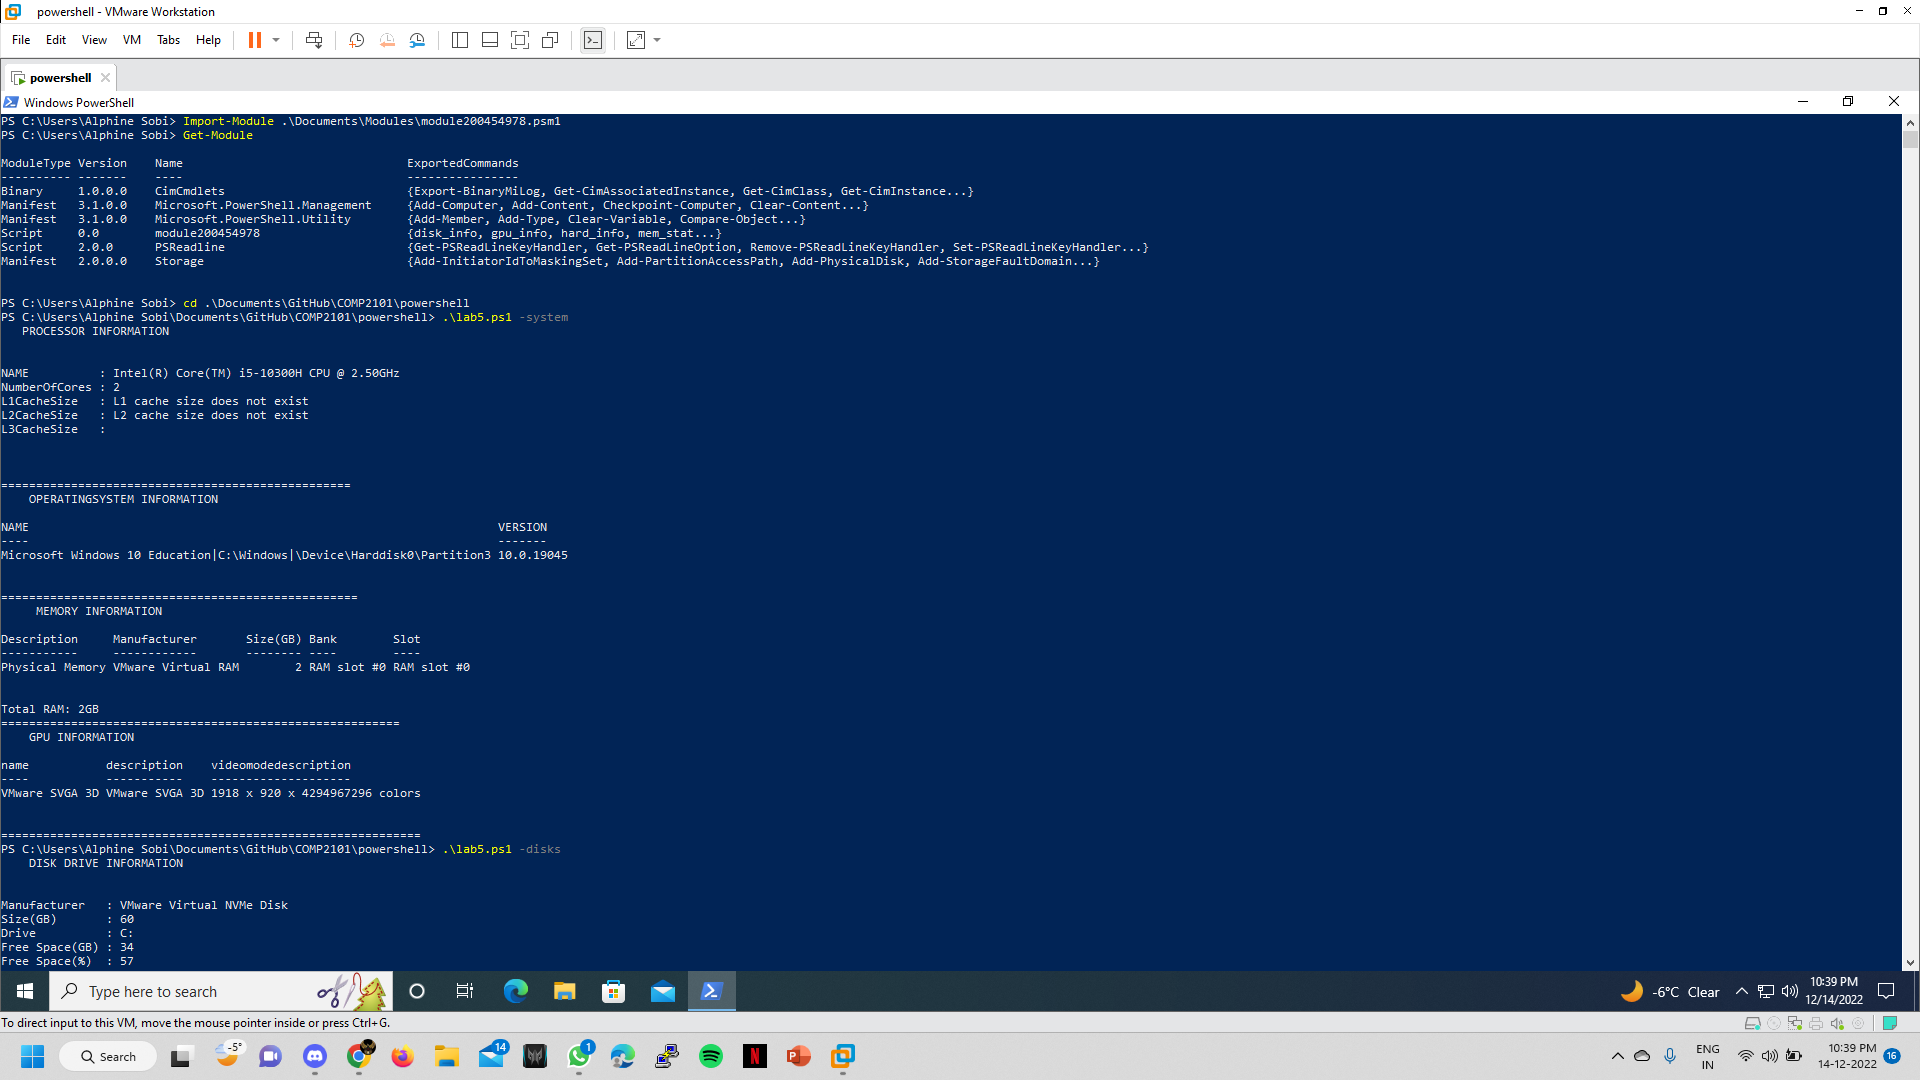 powershell - VMware Workstation
File Edit View VM Tabs Help
powershell
Windows PowerShell
PS C:\Users\Alphine Sobi> Import-Module .\Documents\Modules\module200454978.psm1
PS C:\Users\Alphine Sobi> Get-Module
ModuleType Version    Name                                ExportedCommands
---------- -------    ----                                ----------------
Binary     1.0.0.0    CimCmdlets                          {Export-BinaryMiLog, Get-CimAssociatedInstance, Get-CimClass, Get-CimInstance...}
Manifest   3.1.0.0    Microsoft.PowerShell.Management     {Add-Computer, Add-Content, Checkpoint-Computer, Clear-Content...}
Manifest   3.1.0.0    Microsoft.PowerShell.Utility        {Add-Member, Add-Type, Clear-Variable, Compare-Object...}
Script     0.0        module200454978                     {disk_info, gpu_info, hard_info, mem_stat...}
Script     2.0.0      PSReadline                          {Get-PSReadLineKeyHandler, Get-PSReadLineOption, Remove-PSReadLineKeyHandler, Set-PSReadLineKeyHandler...}
Manifest   2.0.0.0    Storage                             {Add-InitiatorIdToMaskingSet, Add-PartitionAccessPath, Add-PhysicalDisk, Add-StorageFaultDomain...}
PS C:\Users\Alphine Sobi> cd .\Documents\GitHub\COMP2101\powershell
PS C:\Users\Alphine Sobi\Documents\GitHub\COMP2101\powershell> .\lab5.ps1 -system
PROCESSOR INFORMATION
NAME          : Intel(R) Core(TM) i5-10300H CPU @ 2.50GHz
NumberOfCores : 2
L1CacheSize   : L1 cache size does not exist
L2CacheSize   : L2 cache size does not exist
L3CacheSize   :
==================================================
OPERATINGSYSTEM INFORMATION
NAME                                                                   VERSION
----                                                                   -------
Microsoft Windows 10 Education|C:\Windows|\Device\Harddisk0\Partition3 10.0.19045
===================================================
MEMORY INFORMATION
Description     Manufacturer       Size(GB) Bank        Slot
-----------     ------------       -------- ----        ----
Physical Memory VMware Virtual RAM        2 RAM slot #0 RAM slot #0
Total RAM: 2GB
=========================================================
GPU INFORMATION
name           description    videomodedescription
----           -----------    --------------------
VMware SVGA 3D VMware SVGA 3D 1918 x 920 x 4294967296 colors
============================================================
PS C:\Users\Alphine Sobi\Documents\GitHub\COMP2101\powershell> .\lab5.ps1 -disks
DISK DRIVE INFORMATION
Manufacturer   : VMware Virtual NVMe Disk
Size(GB)       : 60
Drive          : C:
Free Space(GB) : 34
Free Space(%)  : 57
Type here to search
-6°C Clear
10:39 PM
12/14/2022
To direct input to this VM, move the mouse pointer inside or press Ctrl+G.
Search
-5°
14
1
ENG
IN
10:39 PM
14-12-2022
16